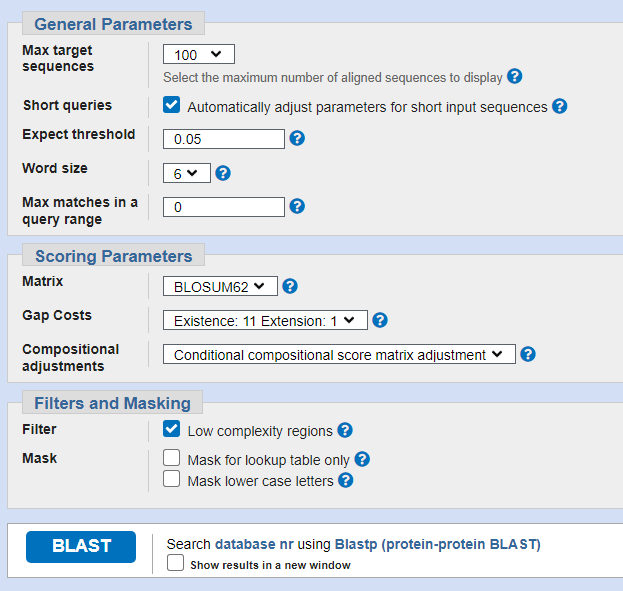 General Parameters
Max target
sequences
100
Select the maximum number of aligned sequences to display ?
Short queries
Automatically adjust parameters for short input sequences ?
Expect threshold
0.05 ?
Word size
6 ?
Max matches in a
query range
0 ?
Scoring Parameters
Matrix
BLOSUM62 ?
Gap Costs
Existence: 11 Extension: 1 ?
Compositional
adjustments
Conditional compositional score matrix adjustment ?
Filters and Masking
Filter
Low complexity regions ?
Mask
Mask for lookup table only ?
Mask lower case letters ?
BLAST
Search database nr using Blastp (protein-protein BLAST)
Show results in a new window